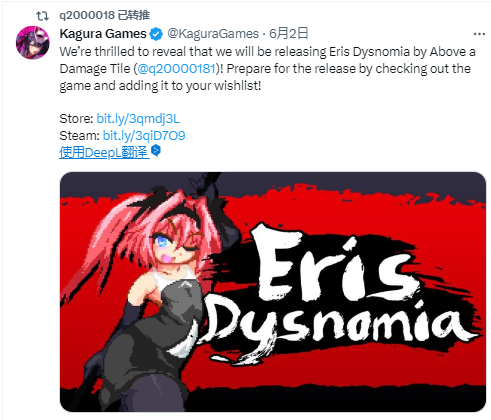 q2000018 已转推
Kagura Games @KaguraGames · 6月2日
We're thrilled to reveal that we will be releasing Eris Dysnomia by Above a
Damage Tile (@q20000181)! Prepare for the release by checking out the
game and adding it to your wishlist!
Store: bit.ly/3qmdj3L
Steam: bit.ly/3qiD7O9
使用DeepL翻译
Eris
Dysnomia